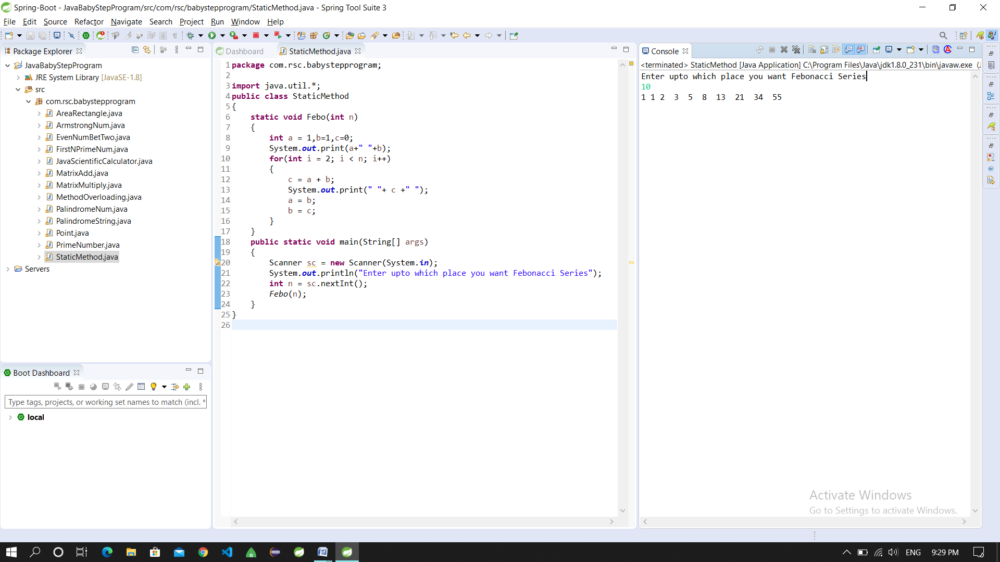 Spring-Boot - JavaBabyStepProgram/src/com/rsc/babystepprogram/StaticMethod.java - Spring Tool Suite 3
File Edit Source Refactor Navigate Search Project Run Window Help
Package Explorer
JavaBabyStepProgram
JRE System Library [JavaSE-1.8]
src
com.rsc.babystepprogram
AreaRectangle.java
ArmstrongNum.java
EvenNumBetTwo.java
FirstNPrimeNum.java
JavaScientificCalculator.java
MatrixAdd.java
MatrixMultiply.java
MethodOverloading.java
PalindromeNum.java
PalindromeString.java
Point.java
PrimeNumber.java
StaticMethod.java
Servers
Boot Dashboard
Type tags, projects, or working set names to match (incl. *
local
Dashboard StaticMethod.java
1 package com.rsc.babystepprogram;
2
3 import java.util.*;
4 public class StaticMethod
5 {
6 static void Febo(int n)
7 {
8 int a = 1,b=1,c=0;
9 System.out.print(a+" "+b);
10 for(int i = 2; i < n; i++)
11 {
12 c = a + b;
13 System.out.print(" "+ c +" ");
14 a = b;
15 b = c;
16 }
17 }
18 public static void main(String[] args)
19 {
20 Scanner sc = new Scanner(System.in);
21 System.out.println("Enter upto which place you want Febonacci Series");
22 int n = sc.nextInt();
23 Febo(n);
24 }
25 }
26
Console
<terminated> StaticMethod [Java Application] C:\Program Files\Java\jdk1.8.0_231\bin\javaw.exe (J
Enter upto which place you want Febonacci Series
10
1 1 2  3  5  8  13  21  34  55
Activate Windows
Go to Settings to activate Windows.
ENG 9:29 PM